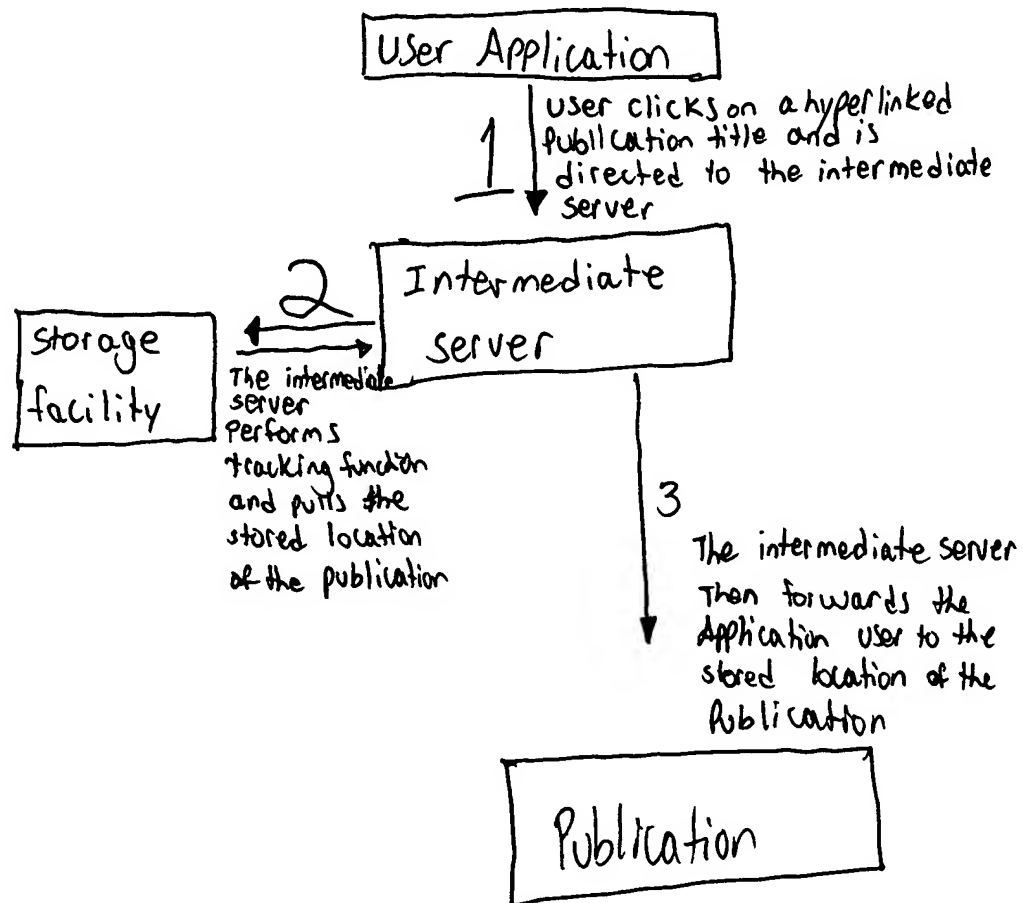 User Application
1
user clicks on a hyperlinked
Publication title and is
directed to the intermediate
server
Intermediate
server
2
Storage
facility
The intermediate
server
Performs
tracking function
and pulls the
stored location
of the publication
3
The intermediate server
Then forwards the
Application user to the
stored location of the
Publication
Publication